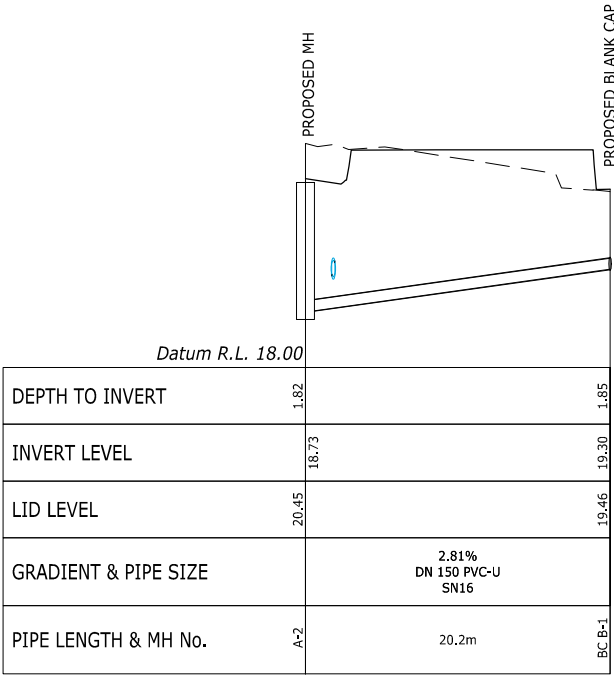 PROPOSED MH
PROPOSED BLANK CAP
Datum R.L. 18.00
DEPTH TO INVERT
1.82
1.85
INVERT LEVEL
18.73
19.30
LID LEVEL
20.45
19.46
GRADIENT & PIPE SIZE
2.81%
DN 150 PVC-U
SN16
PIPE LENGTH & MH No.
A-2
20.2m
BC B-1